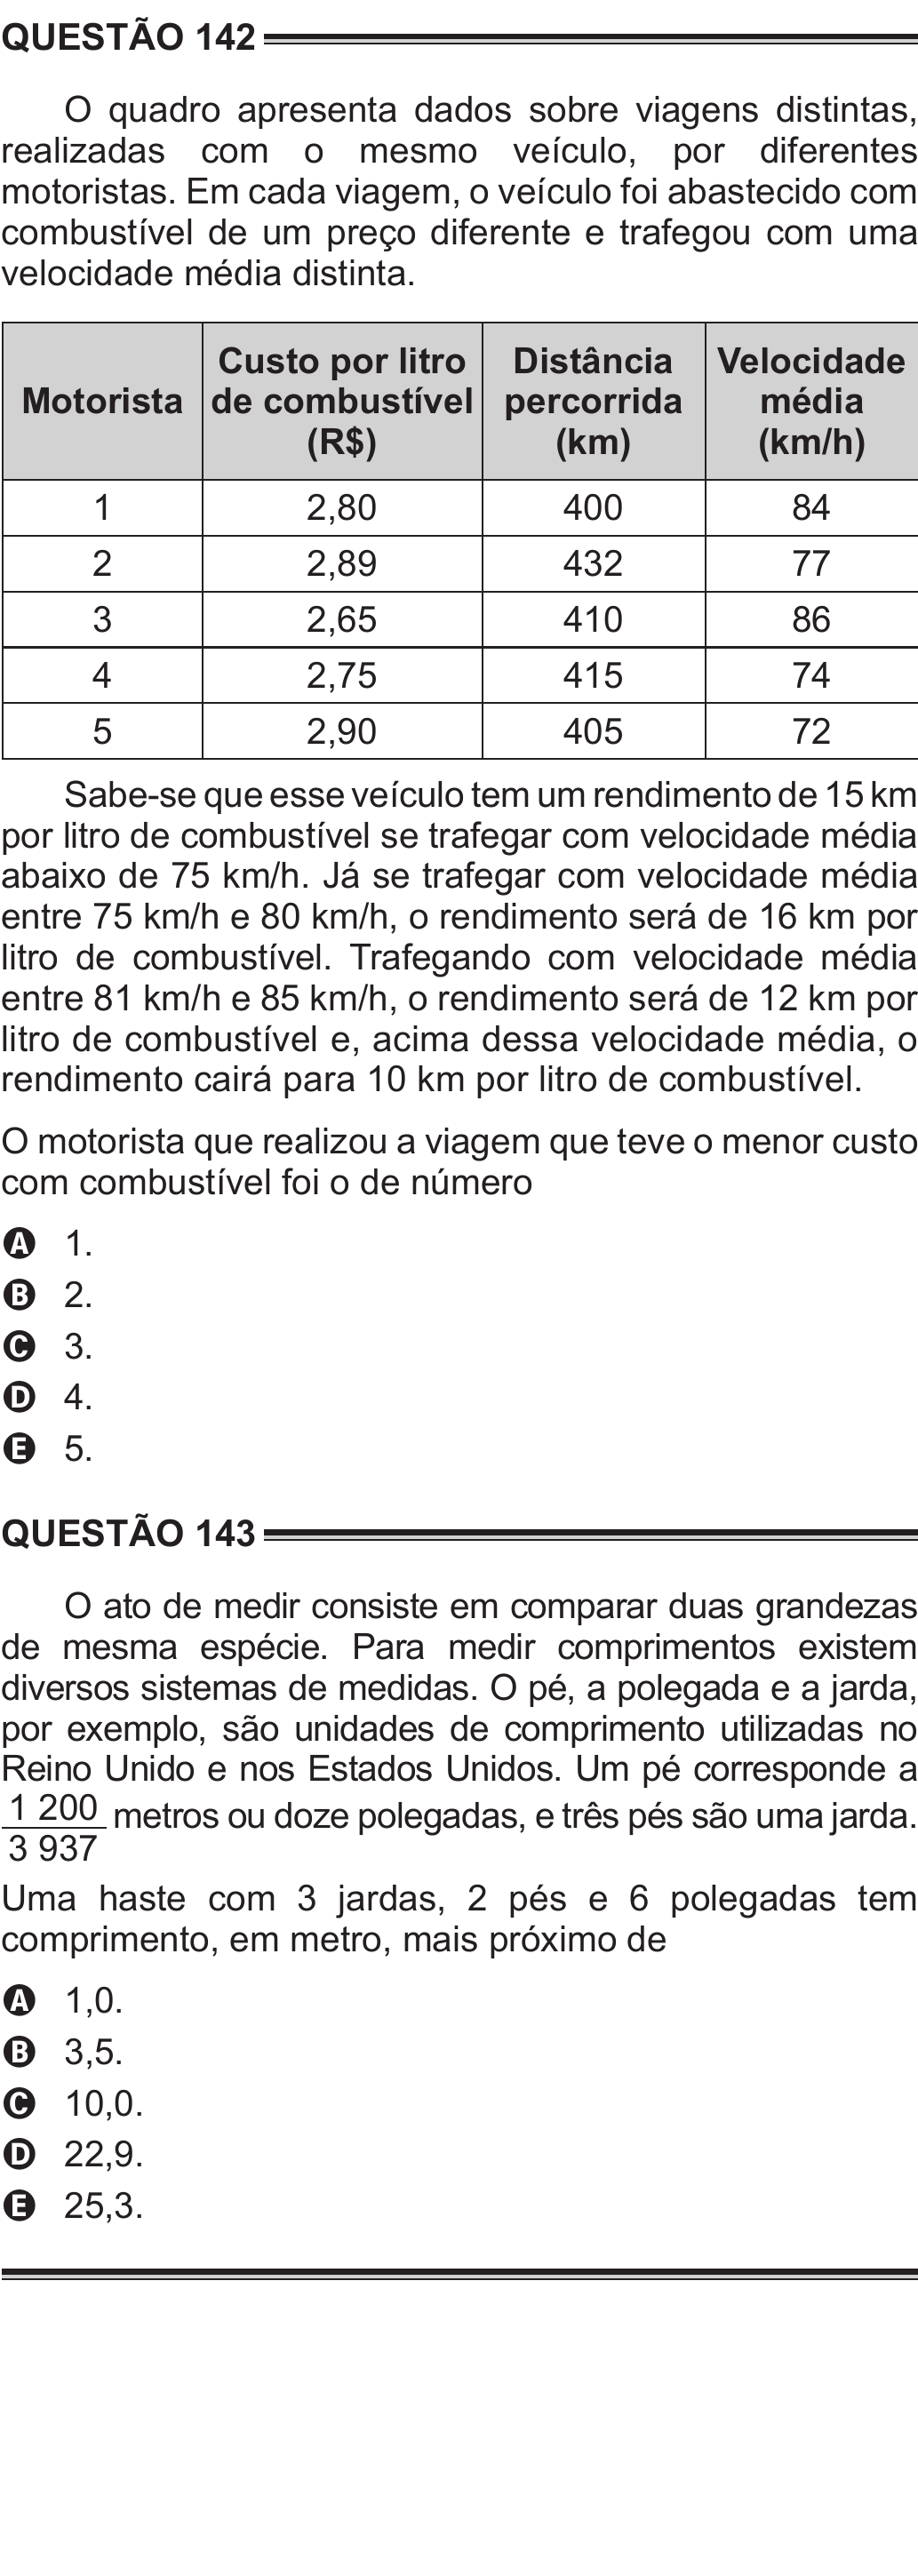 QUESTÃO 142
O quadro apresenta dados sobre viagens distintas,
realizadas com o mesmo veículo, por diferentes
motoristas. Em cada viagem, o veículo foi abastecido com
combustível de um preço diferente e trafegou com uma
velocidade média distinta.
Motorista Custo por litro de combustível (R$) Distância percorrida (km) Velocidade média (km/h)
1 2,80 400 84
2 2,89 432 77
3 2,65 410 86
4 2,75 415 74
5 2,90 405 72
Sabe-se que esse veículo tem um rendimento de 15 km
por litro de combustível se trafegar com velocidade média
abaixo de 75 km/h. Já se trafegar com velocidade média
entre 75 km/h e 80 km/h, o rendimento será de 16 km por
litro de combustível. Trafegando com velocidade média
entre 81 km/h e 85 km/h, o rendimento será de 12 km por
litro de combustível e, acima dessa velocidade média, o
rendimento cairá para 10 km por litro de combustível.
O motorista que realizou a viagem que teve o menor custo
com combustível foi o de número
A 1.
B 2.
C 3.
D 4.
E 5.
QUESTÃO 143
O ato de medir consiste em comparar duas grandezas
de mesma espécie. Para medir comprimentos existem
diversos sistemas de medidas. O pé, a polegada e a jarda,
por exemplo, são unidades de comprimento utilizadas no
Reino Unido e nos Estados Unidos. Um pé corresponde a
1 200
3 937 metros ou doze polegadas, e três pés são uma jarda.
Uma haste com 3 jardas, 2 pés e 6 polegadas tem
comprimento, em metro, mais próximo de
A 1,0.
B 3,5.
C 10,0.
D 22,9.
E 25,3.